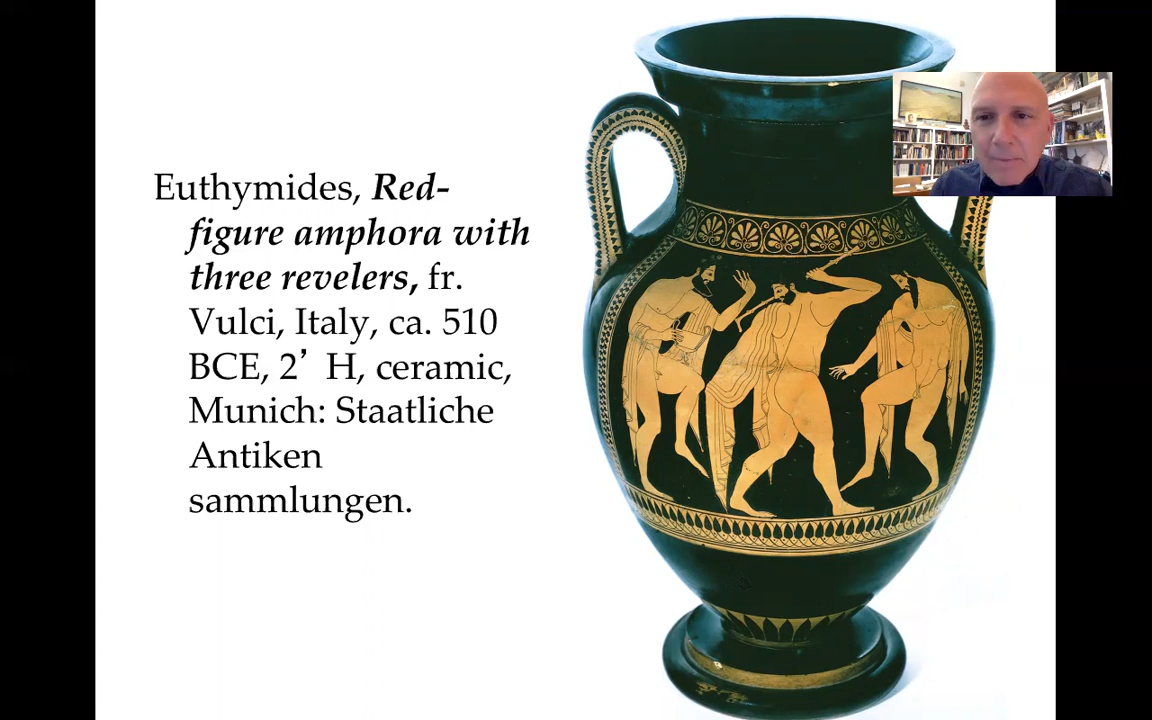 Euthymides, Red-
figure amphora with
three revelers, fr.
Vulci, Italy, ca. 510
BCE, 2’ H, ceramic,
Munich: Staatliche
Antiken
sammlungen.